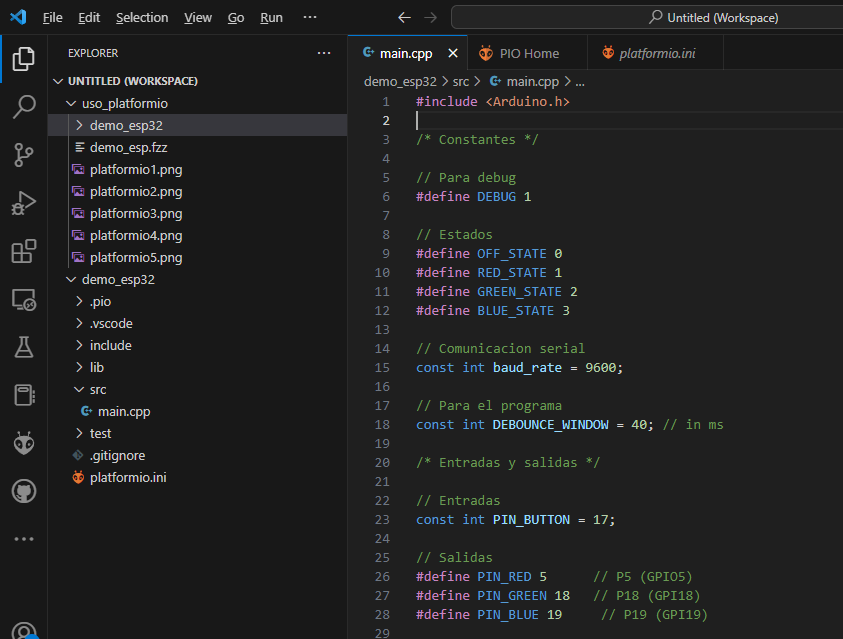 File Edit Selection View Go Run ··· ← → Untitled (Workspace)
EXPLORER ···
UNTITLED (WORKSPACE)
uso_platformio
demo_esp32
demo_esp.fzz
platformio1.png
platformio2.png
platformio3.png
platformio4.png
platformio5.png
demo_esp32
.pio
.vscode
include
lib
src
main.cpp
test
.gitignore
platformio.ini
main.cpp PIO Home platformio.ini
demo_esp32 > src > main.cpp > ...
1 #include <Arduino.h>
2
3 /* Constantes */
4
5 // Para debug
6 #define DEBUG 1
7
8 // Estados
9 #define OFF_STATE 0
10 #define RED_STATE 1
11 #define GREEN_STATE 2
12 #define BLUE_STATE 3
13
14 // Comunicacion serial
15 const int baud_rate = 9600;
16
17 // Para el programa
18 const int DEBOUNCE_WINDOW = 40; // in ms
19
20 /* Entradas y salidas */
21
22 // Entradas
23 const int PIN_BUTTON = 17;
24
25 // Salidas
26 #define PIN_RED 5 // P5 (GPIO5)
27 #define PIN_GREEN 18 // P18 (GPI18)
28 #define PIN_BLUE 19 // P19 (GPI19)
29